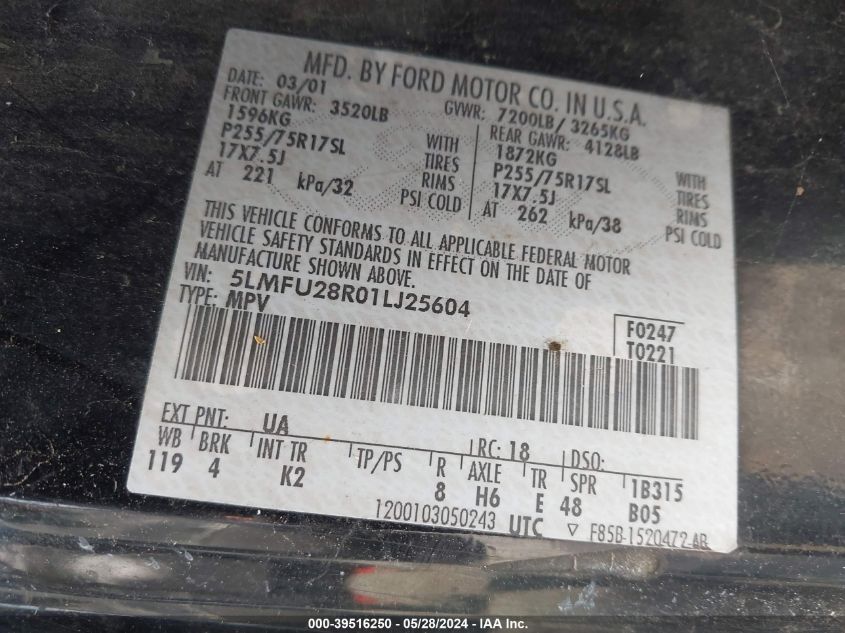 MFD. BY FORD MOTOR CO. IN U.S.A.
DATE: 03/01 GVWR: 7200LB/ 3265KG
FRONT GAWR: 3520LB REAR GAWR: 4128LB
1596KG WITH 1872KG WITH
P255/75R17SL TIRES P255/75R17SL TIRES
17X7.5J RIMS 17X7.5J RIMS
AT 221 kPa/32 PSI COLD AT 262 kPa/38 PSI COLD
THIS VEHICLE CONFORMS TO ALL APPLICABLE FEDERAL MOTOR
VEHICLE SAFETY STANDARDS IN EFFECT ON THE DATE OF
MANUFACTURE SHOWN ABOVE.
VIN: 5LMFU28R01LJ25604
TYPE: MPV
F0247
T0221
EXT PNT: UA RC: 18 DSO:
WB BRK INT TR TP/PS R AXLE TR SPR 1B315
119 4 K2 8 H6 E 48 B05
1200103050243 UTC ▽ F85B-1520472-AB
000-39516250 / 05/28/2024 - IAA Inc.